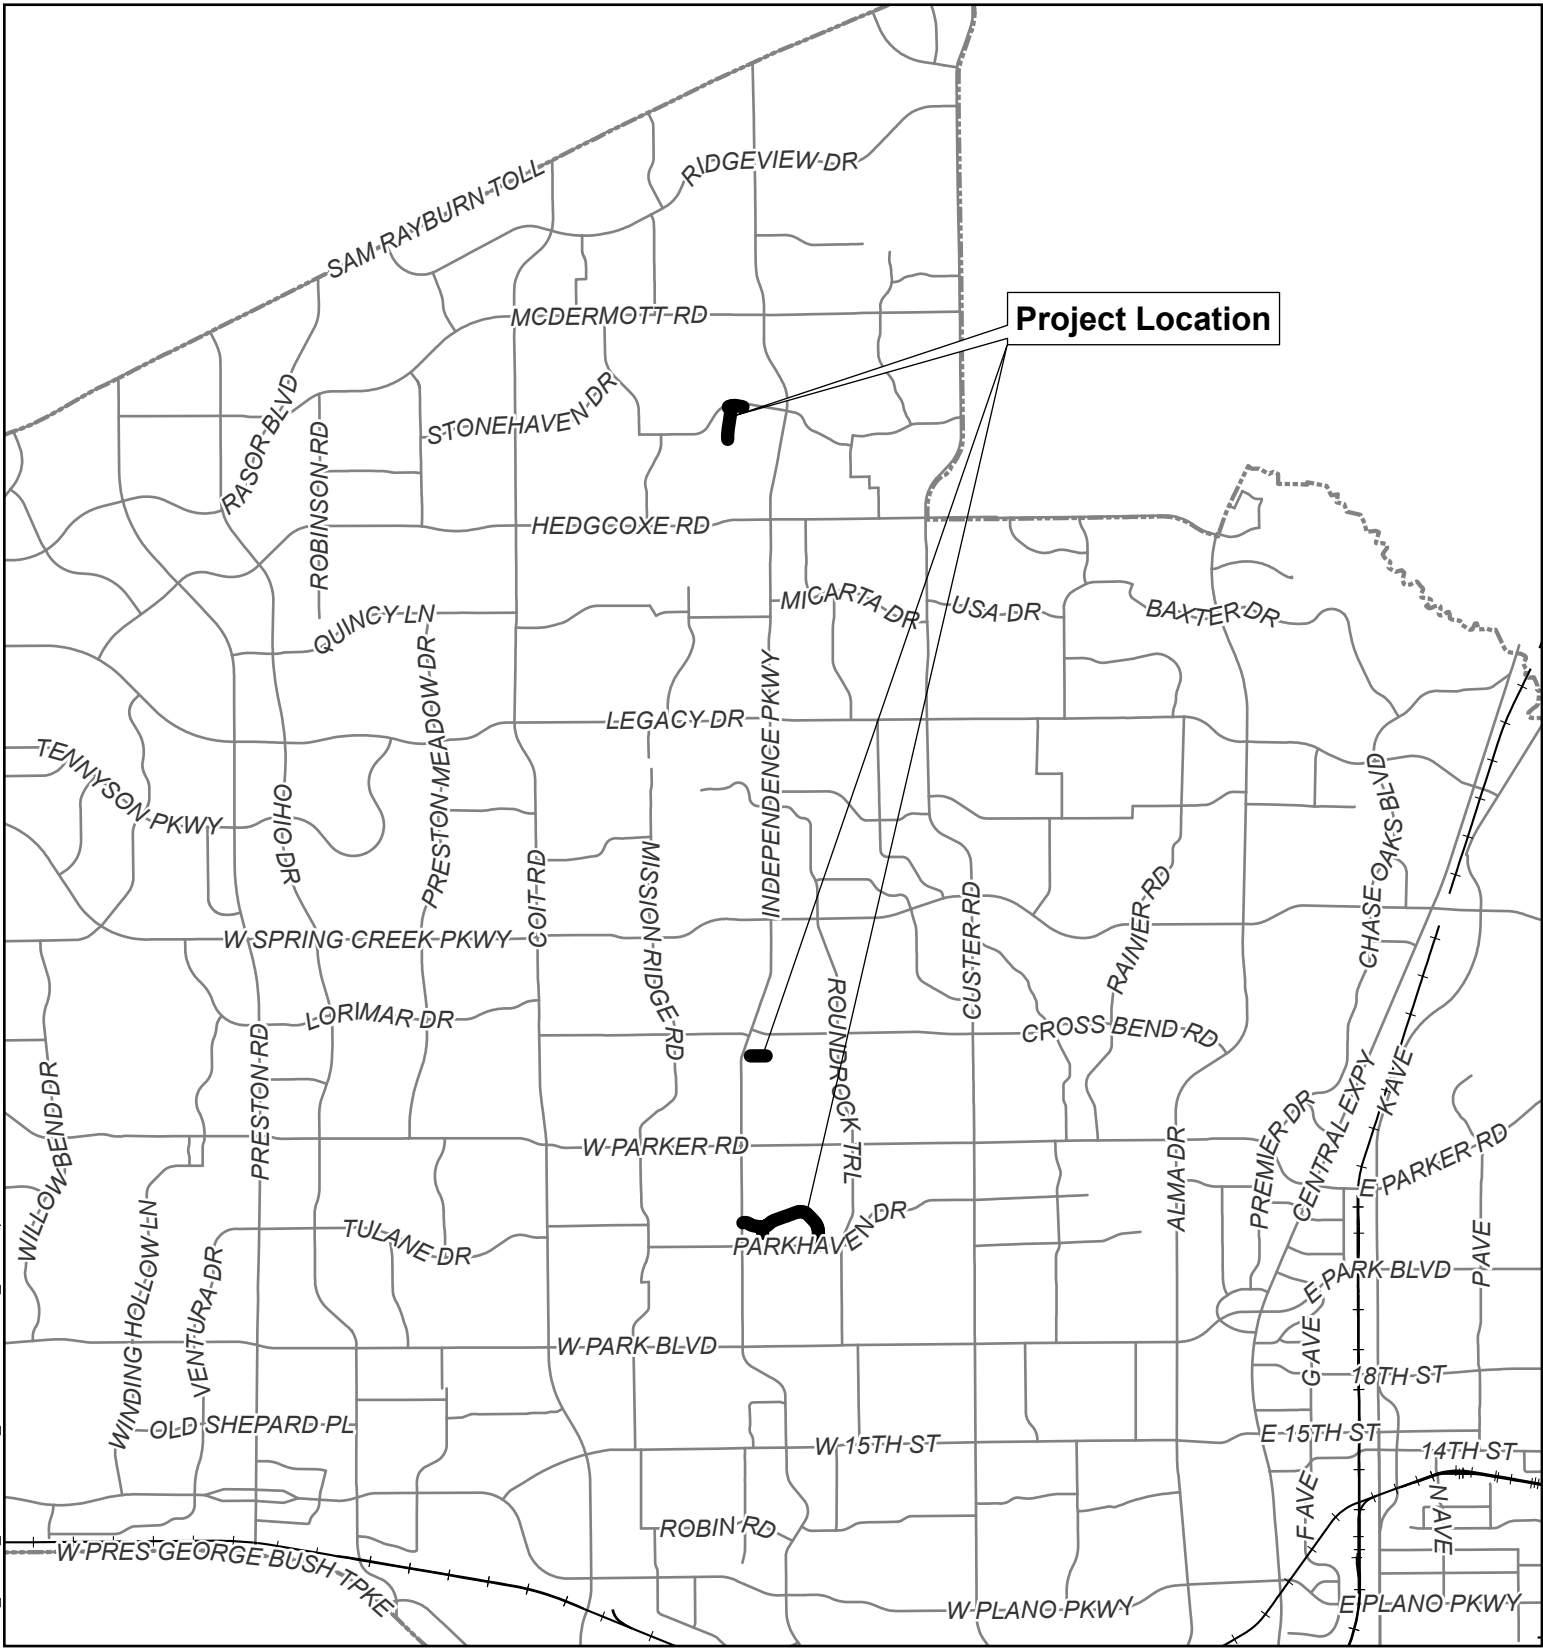 RIDGEVIEW DR
SAM RAYBURN TOLL
MCDERMOTT RD
Project Location
RASOR BLVD
STONEHAVEN DR
ROBINSON RD
HEDGCOXE RD
QUINCY LN
MICARTA DR
USA DR
BAXTER DR
PRESTON MEADOW DR
INDEPENDENCE PKWY
LEGACY DR
TENNYSON PKWY
OHIO DR
CHASE OAKS BLVD
COIT RD
MISSION RIDGE RD
CUSTER RD
RAINIER RD
W SPRING CREEK PKWY
LORIMAR DR
ROUNDROCK TRL
CROSS BEND RD
PRESTON RD
WILLOW BEND DR
W PARKER RD
ALMA DR
PREMIER DR
CENTRAL EXPY
K AVE
E PARKER RD
WINDING HOLLOW LN
VENTURA DR
TULANE DR
PARKHAVEN DR
P AVE
E PARK BLVD
W PARK BLVD
G AVE
18TH ST
OLD SHEPARD PL
W 15TH ST
E 15TH ST
14TH ST
ROBIN RD
F AVE
N AVE
W PRES GEORGE BUSH TPKE
W PLANO PKWY
E PLANO PKWY